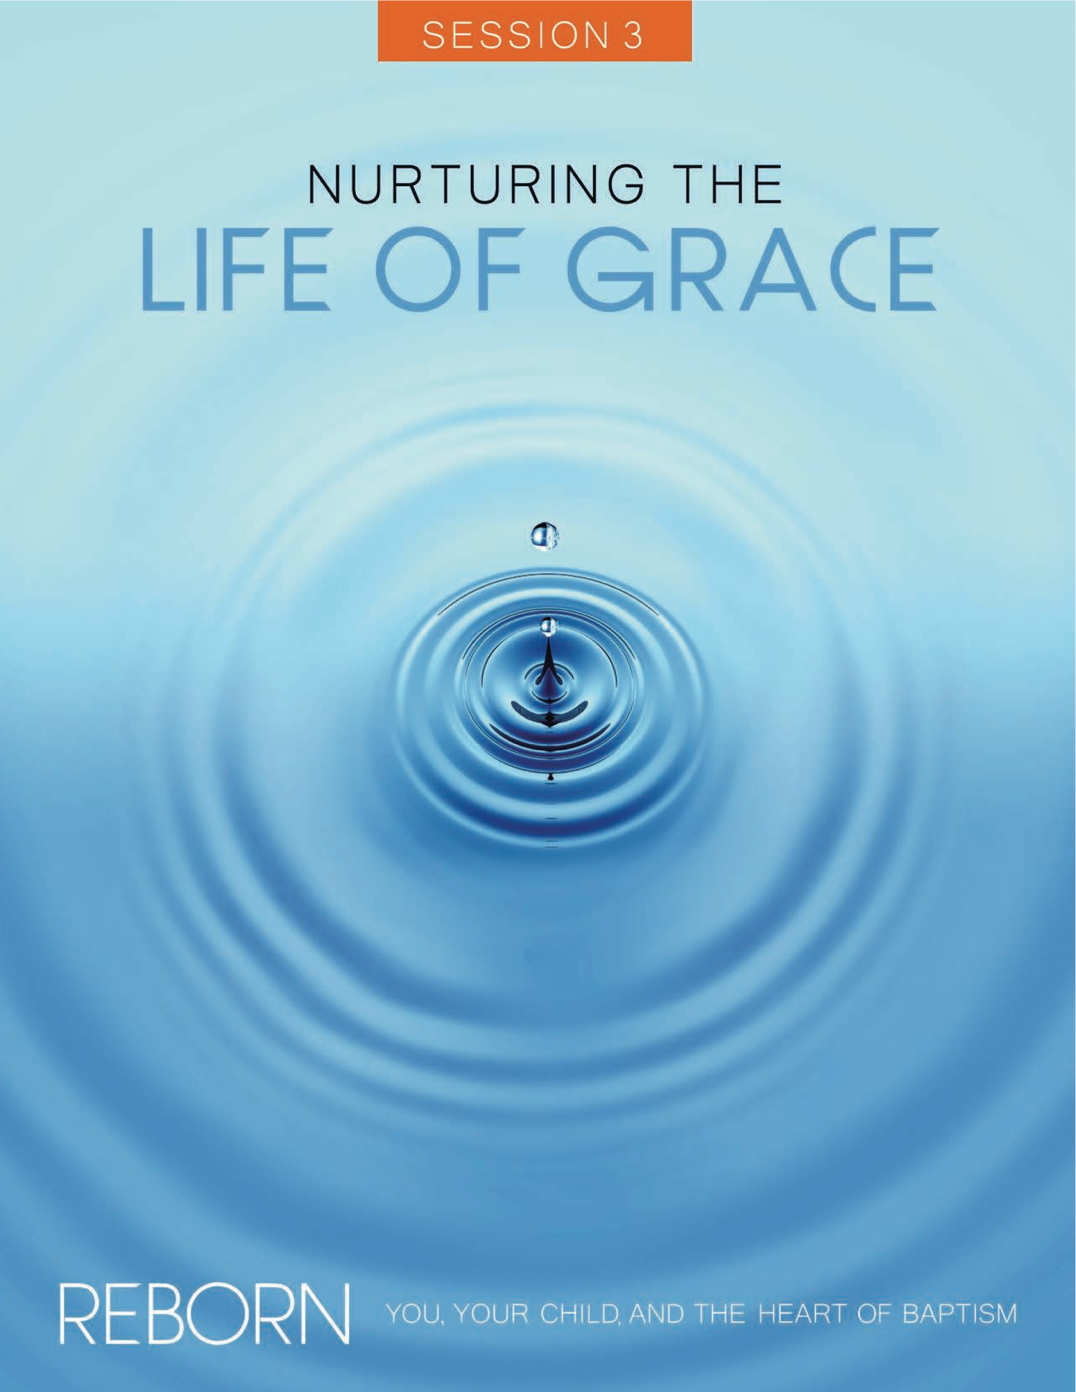 SESSION 3
NURTURING THE
LIFE OF GRACE
REBORN YOU, YOUR CHILD, AND THE HEART OF BAPTISM